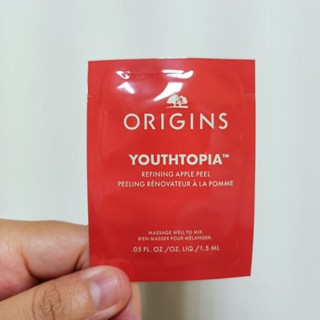 ORIGINS
YOUTHTOPIA™
REFINING APPLE PEEL
PEELING RÉNOVATEUR À LA POMME
MASSAGE WELL TO MIX.
BIEN MASSER POUR MÉLANGER.
.05 FL. OZ./OZ. LIQ./1.5 ML